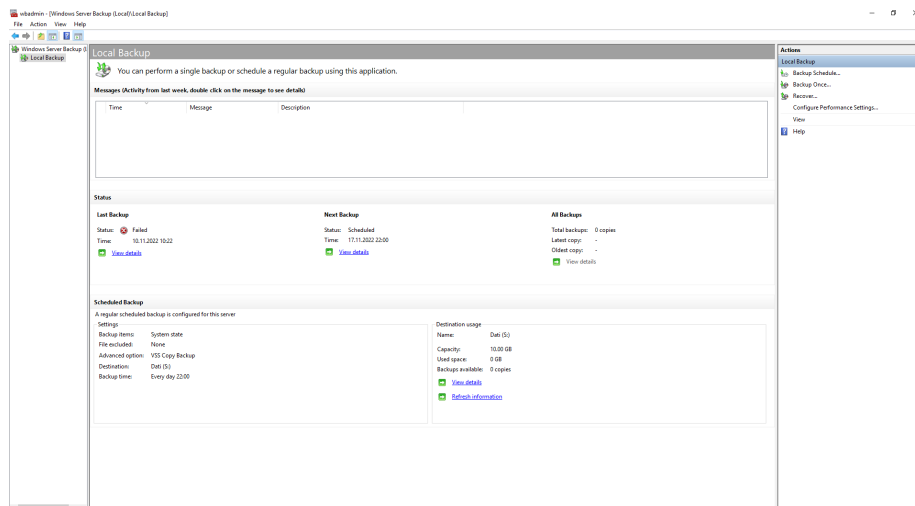 wbadmin - [Windows Server Backup (Local)\Local Backup]
File Action View Help
Windows Server Backup (L
Local Backup
Local Backup
You can perform a single backup or schedule a regular backup using this application.
Messages (Activity from last week, double click on the message to see details)
Time Message Description
Status
Last Backup
Status: Failed
Time: 10.11.2022 10:22
View details
Next Backup
Status: Scheduled
Time: 17.11.2022 22:00
View details
All Backups
Total backups: 0 copies
Latest copy: -
Oldest copy: -
View details
Scheduled Backup
A regular scheduled backup is configured for this server
Settings
Backup items: System state
File excluded: None
Advanced option: VSS Copy Backup
Destination: Dati (S:)
Backup time: Every day 22:00
Destination usage
Name: Dati (S:)
Capacity: 10.00 GB
Used space: 0 GB
Backups available: 0 copies
View details
Refresh information
Actions
Local Backup
Backup Schedule...
Backup Once...
Recover...
Configure Performance Settings...
View
Help